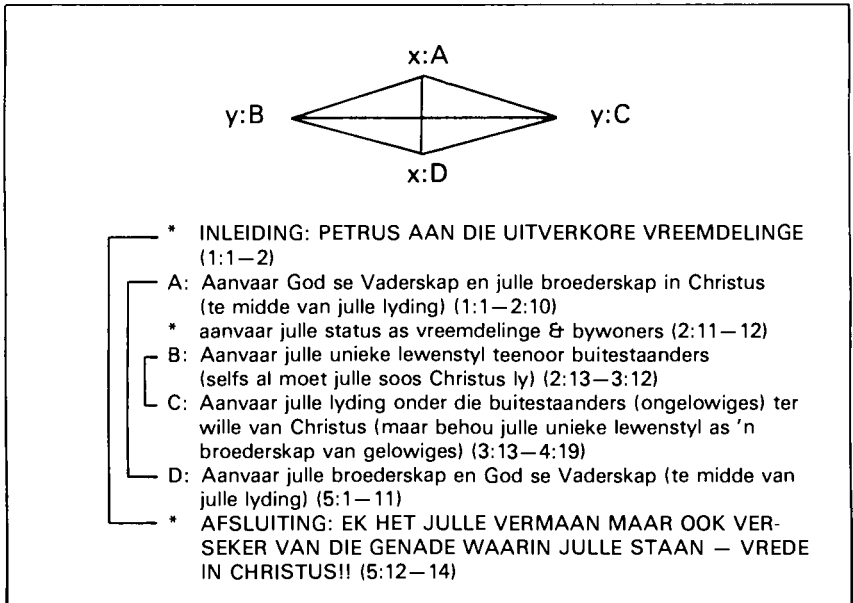 x:A
y:B y:C
x:D
* INLEIDING: PETRUS AAN DIE UITVERKORE VREEMDELINGE
(1:1—2)
A: Aanvaar God se Vaderskap en julle broederskap in Christus
(te midde van julle lyding) (1:1—2:10)
* aanvaar julle status as vreemdelinge & bywoners (2:11—12)
B: Aanvaar julle unieke lewenstyl teenoor buitestaanders
(selfs al moet julle soos Christus ly) (2:13—3:12)
C: Aanvaar julle lyding onder die buitestaanders (ongelowiges) ter
wille van Christus (maar behou julle unieke lewenstyl as 'n
broederskap van gelowiges) (3:13—4:19)
D: Aanvaar julle broederskap en God se Vaderskap (te midde van
julle lyding) (5:1—11)
* AFSLUITING: EK HET JULLE VERMAAN MAAR OOK VER-
SEKER VAN DIE GENADE WAARIN JULLE STAAN — VREDE
IN CHRISTUS!! (5:12—14)